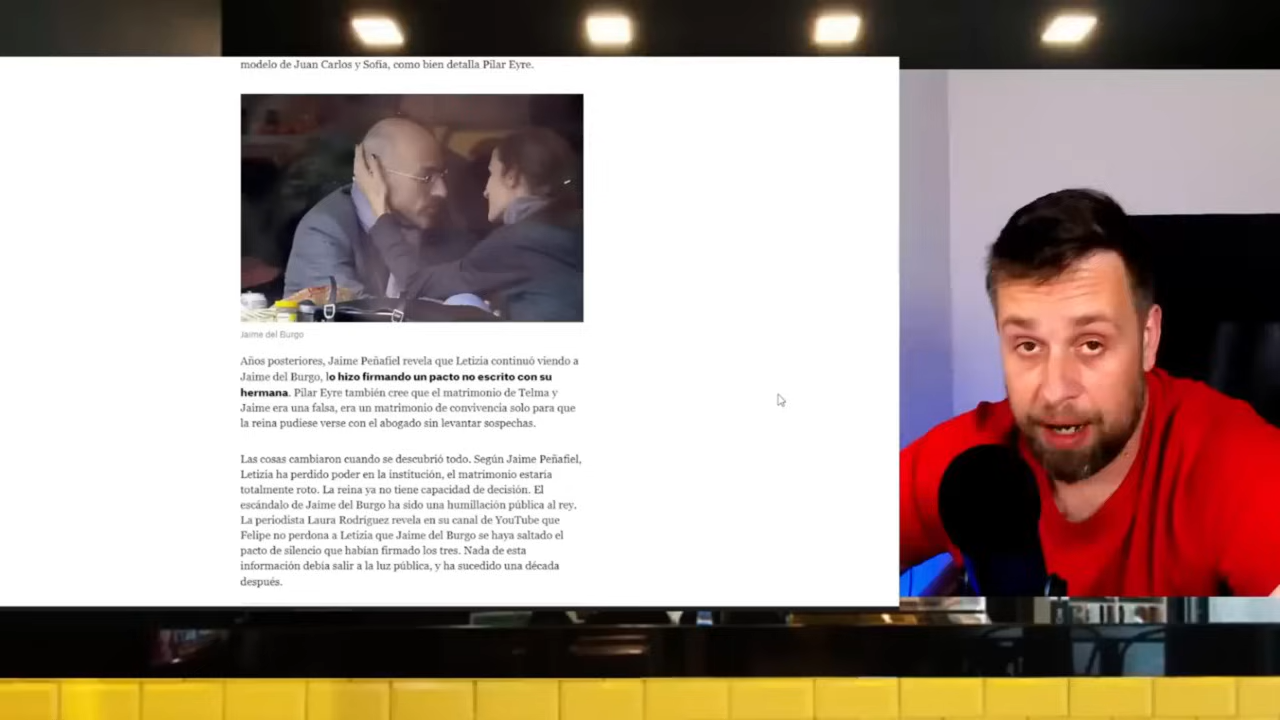 modelo de Juan Carlos y Sofía, como bien detalla Pilar Eyre.
Jaime del Burgo
Años posteriores, Jaime Peñafiel revela que Letizia continuó viendo a
Jaime del Burgo, lo hizo firmando un pacto no escrito con su
hermana. Pilar Eyre también cree que el matrimonio de Telma y
Jaime era una falsa, era un matrimonio de convivencia solo para que
la reina pudiese verse con el abogado sin levantar sospechas.
Las cosas cambiaron cuando se descubrió todo. Según Jaime Peñafiel,
Letizia ha perdido poder en la institución, el matrimonio estaría
totalmente roto. La reina ya no tiene capacidad de decisión. El
escándalo de Jaime del Burgo ha sido una humillación pública al rey.
La periodista Laura Rodríguez revela en su canal de YouTube que
Felipe no perdona a Letizia que Jaime del Burgo se haya saltado el
pacto de silencio que habían firmado los tres. Nada de esta
información debía salir a la luz pública, y ha sucedido una década
después.